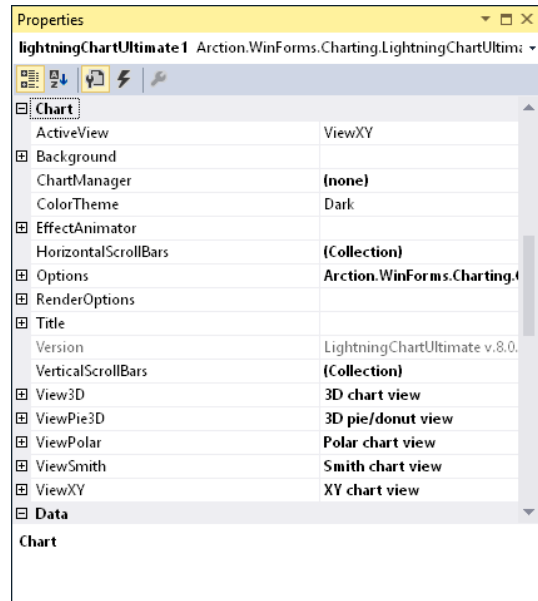 Properties
lightningChartUltimate1 Arction.WinForms.Charting.LightningChartUltima
Chart
ActiveView ViewXY
Background
ChartManager (none)
ColorTheme Dark
EffectAnimator
HorizontalScrollBars (Collection)
Options Arction.WinForms.Charting.
RenderOptions
Title
Version LightningChartUltimate v.8.0.
VerticalScrollBars (Collection)
View3D 3D chart view
ViewPie3D 3D pie/donut view
ViewPolar Polar chart view
ViewSmith Smith chart view
ViewXY XY chart view
Data
Chart